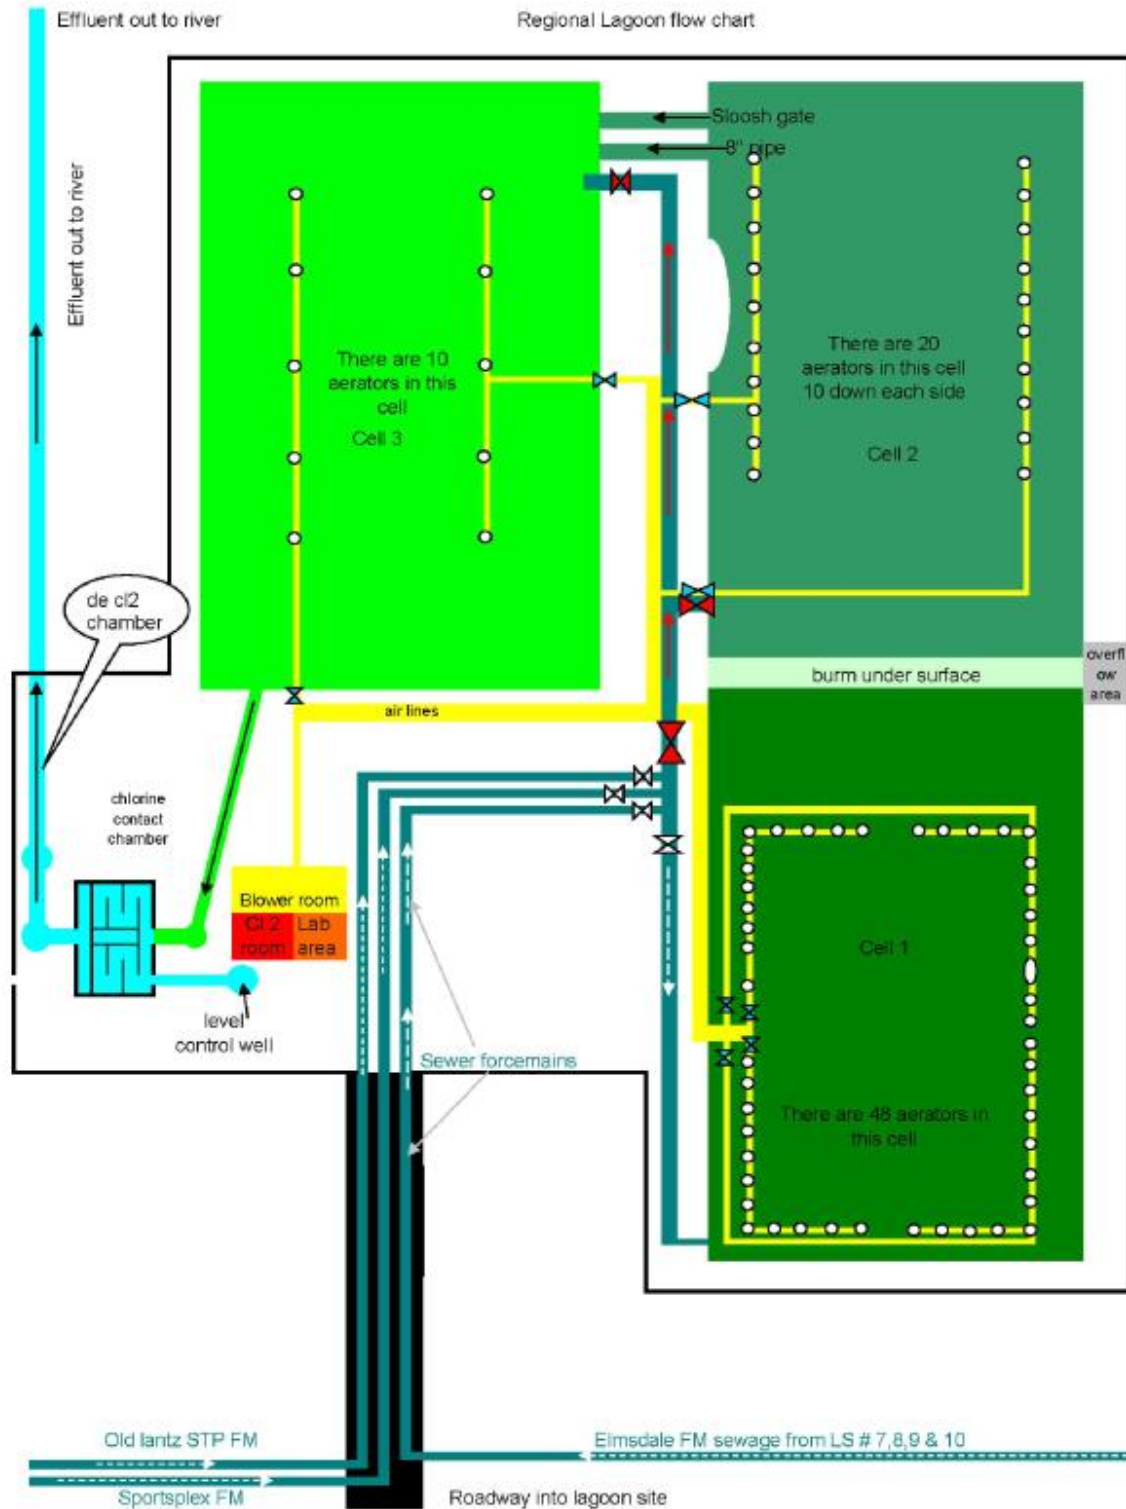 Effluent out to river
Regional Lagoon flow chart
Effluent out to river
Sloosh gate
8" pipe
There are 10
aerators in this
cell
Cell 3
There are 20
aerators in this cell
10 down each side
Cell 2
de cl2
chamber
burm under surface
overfl
ow
area
air lines
chlorine
contact
chamber
Blower room
Cl 2
room
Lab
area
Cell 1
level
control well
Sewer forcemains
There are 48 aerators in
this cell
Old lantz STP FM
Elmsdale FM sewage from LS # 7,8,9 & 10
Sportsplex FM
Roadway into lagoon site